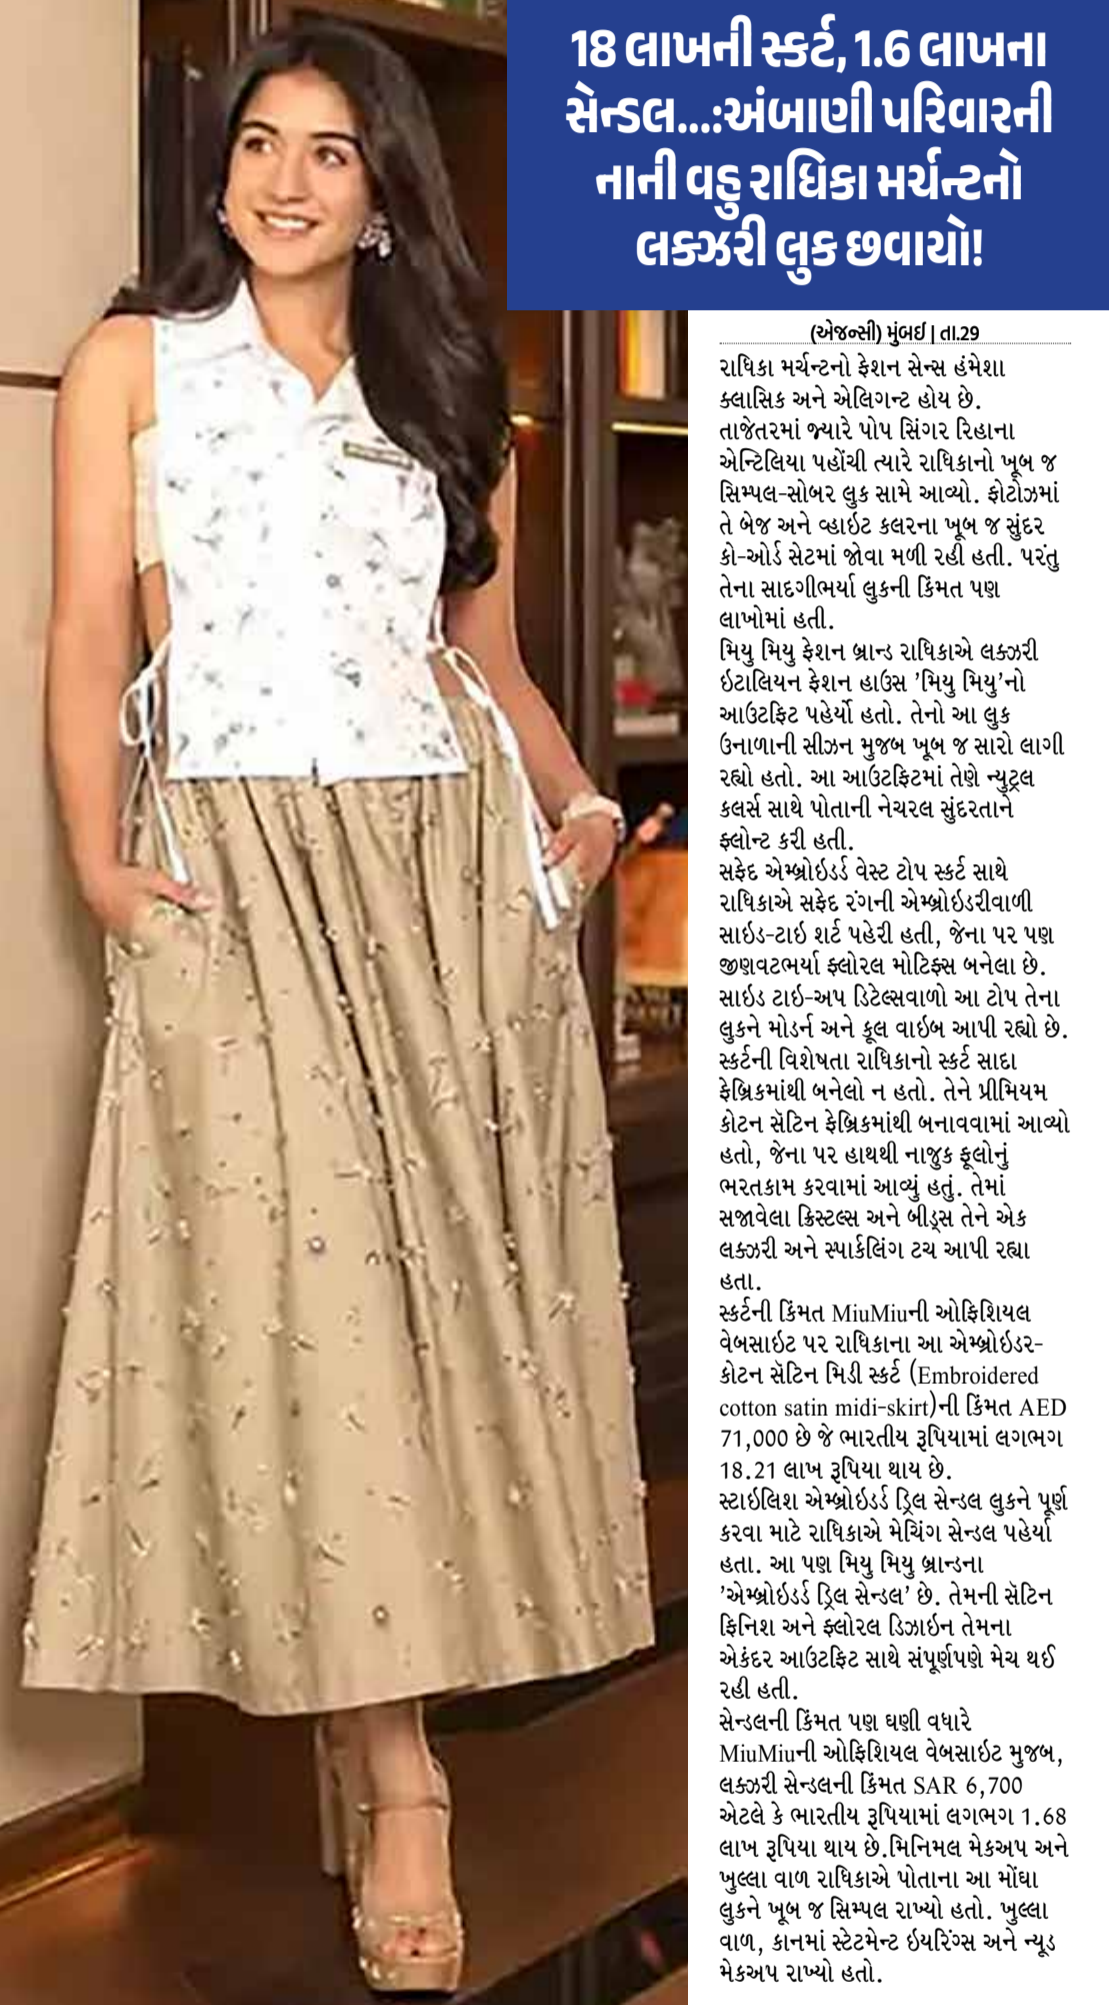 18 લાખની સ્કર્ટ, 1.6 લાખના
સેન્ડલ...:અંબાણી પરિવારની
નાની વહુ રાધિકા મર્ચન્ટનો
લક્ઝરી લુક છવાયો!
(એજન્સી) મુંબઈ | તા.29
રાધિકા મર્ચન્ટનો ફેશન સેન્સ હંમેશા
ક્લાસિક અને એલિગન્ટ હોય છે.
તાજેતરમાં જ્યારે પોપ સિંગર રિહાના
એન્ટિલિયા પહોંચી ત્યારે રાધિકાનો ખૂબ જ
સિમ્પલ-સોબર લુક સામે આવ્યો. ફોટોઝમાં
તે બેજ અને વ્હાઇટ કલરના ખૂબ જ સુંદર
કો-ઓર્ડ સેટમાં જોવા મળી રહી હતી. પરંતુ
તેના સાદગીભર્યા લુકની કિંમત પણ
લાખોમાં હતી.
મિયુ મિયુ ફેશન બ્રાન્ડ રાધિકાએ લક્ઝરી
ઇટાલિયન ફેશન હાઉસ 'મિયુ મિયુ'નો
આઉટફિટ પહેર્યો હતો. તેનો આ લુક
ઉનાળાની સીઝન મુજબ ખૂબ જ સારો લાગી
રહ્યો હતો. આ આઉટફિટમાં તેણે ન્યુટ્રલ
કલર્સ સાથે પોતાની નેચરલ સુંદરતાને
ફ્લોન્ટ કરી હતી.
સફેદ એમ્બ્રોઇડર્ડ વેસ્ટ ટોપ સ્કર્ટ સાથે
રાધિકાએ સફેદ રંગની એમ્બ્રોઇડરીવાળી
સાઇડ-ટાઇ શર્ટ પહેરી હતી, જેના પર પણ
જીણવટભર્યા ફ્લોરલ મોટિફ્સ બનેલા છે.
સાઇડ ટાઇ-અપ ડિટેલ્સવાળો આ ટોપ તેના
લુકને મોડર્ન અને કૂલ વાઇબ આપી રહ્યો છે.
સ્કર્ટની વિશેષતા રાધિકાનો સ્કર્ટ સાદા
ફેબ્રિકમાંથી બનેલો ન હતો. તેને પ્રીમિયમ
કોટન સૅટિન ફેબ્રિકમાંથી બનાવવામાં આવ્યો
હતો, જેના પર હાથથી નાજુક ફૂલોનું
ભરતકામ કરવામાં આવ્યું હતું. તેમાં
સજાવેલા ક્રિસ્ટલ્સ અને બીડ્સ તેને એક
લક્ઝરી અને સ્પાર્કલિંગ ટચ આપી રહ્યા
હતા.
સ્કર્ટની કિંમત MiuMiuની ઓફિશિયલ
વેબસાઇટ પર રાધિકાના આ એમ્બ્રોઇડર-
કોટન સૅટિન મિડી સ્કર્ટ (Embroidered
cotton satin midi-skirt)ની કિંમત AED
71,000 છે જે ભારતીય રૂપિયામાં લગભગ
18.21 લાખ રૂપિયા થાય છે.
સ્ટાઇલિશ એમ્બ્રોઇડર્ડ ડ્રિલ સેન્ડલ લુકને પૂર્ણ
કરવા માટે રાધિકાએ મેચિંગ સેન્ડલ પહેર્યા
હતા. આ પણ મિયુ મિયુ બ્રાન્ડના
'એમ્બ્રોઇડર્ડ ડ્રિલ સેન્ડલ' છે. તેમની સૅટિન
ફિનિશ અને ફ્લોરલ ડિઝાઇન તેમના
એકંદર આઉટફિટ સાથે સંપૂર્ણપણે મેચ થઈ
રહી હતી.
સેન્ડલની કિંમત પણ ઘણી વધારે
MiuMiuની ઓફિશિયલ વેબસાઇટ મુજબ,
લક્ઝરી સેન્ડલની કિંમત SAR 6,700
એટલે કે ભારતીય રૂપિયામાં લગભગ 1.68
લાખ રૂપિયા થાય છે.મિનિમલ મેકઅપ અને
ખુલ્લા વાળ રાધિકાએ પોતાના આ મોંઘા
લુકને ખૂબ જ સિમ્પલ રાખ્યો હતો. ખુલ્લા
વાળ, કાનમાં સ્ટેટમેન્ટ ઇયરિંગ્સ અને ન્યૂડ
મેકઅપ રાખ્યો હતો.